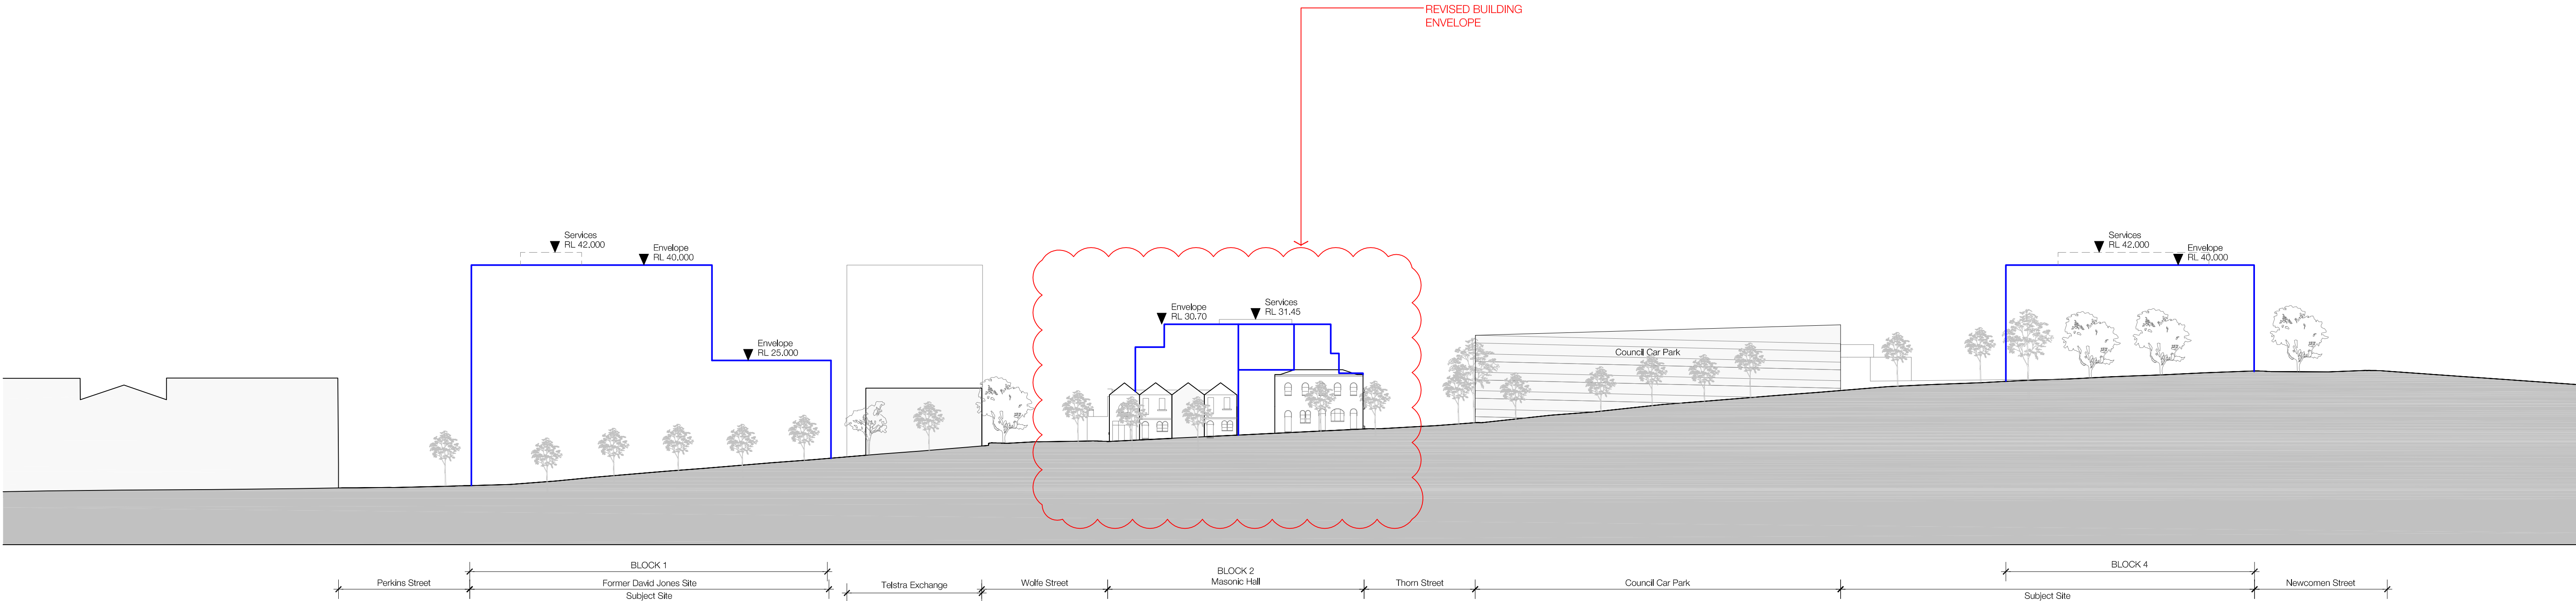 REVISED BUILDING
ENVELOPE
Services
RL 42.000
Envelope
RL 40.000
Envelope
RL 25.000
Envelope
RL 30.70
Services
RL 31.45
Council Car Park
Services
RL 42.000
Envelope
RL 40.000
BLOCK 1
Perkins Street
Former David Jones Site
Subject Site
Telstra Exchange
Wolfe Street
BLOCK 2
Masonic Hall
Thorn Street
Council Car Park
BLOCK 4
Subject Site
Newcomen Street